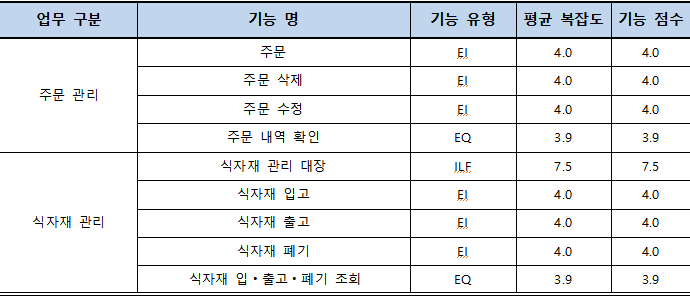 업무 구분 기능 명 기능 유형 평균 복잡도 기능 점수
주문 관리 주문 EI 4.0 4.0
주문 삭제 EI 4.0 4.0
주문 수정 EI 4.0 4.0
주문 내역 확인 EQ 3.9 3.9
식자재 관리 식자재 관리 대장 ILF 7.5 7.5
식자재 입고 EI 4.0 4.0
식자재 출고 EI 4.0 4.0
식자재 폐기 EI 4.0 4.0
식자재 입·출고·폐기 조회 EQ 3.9 3.9